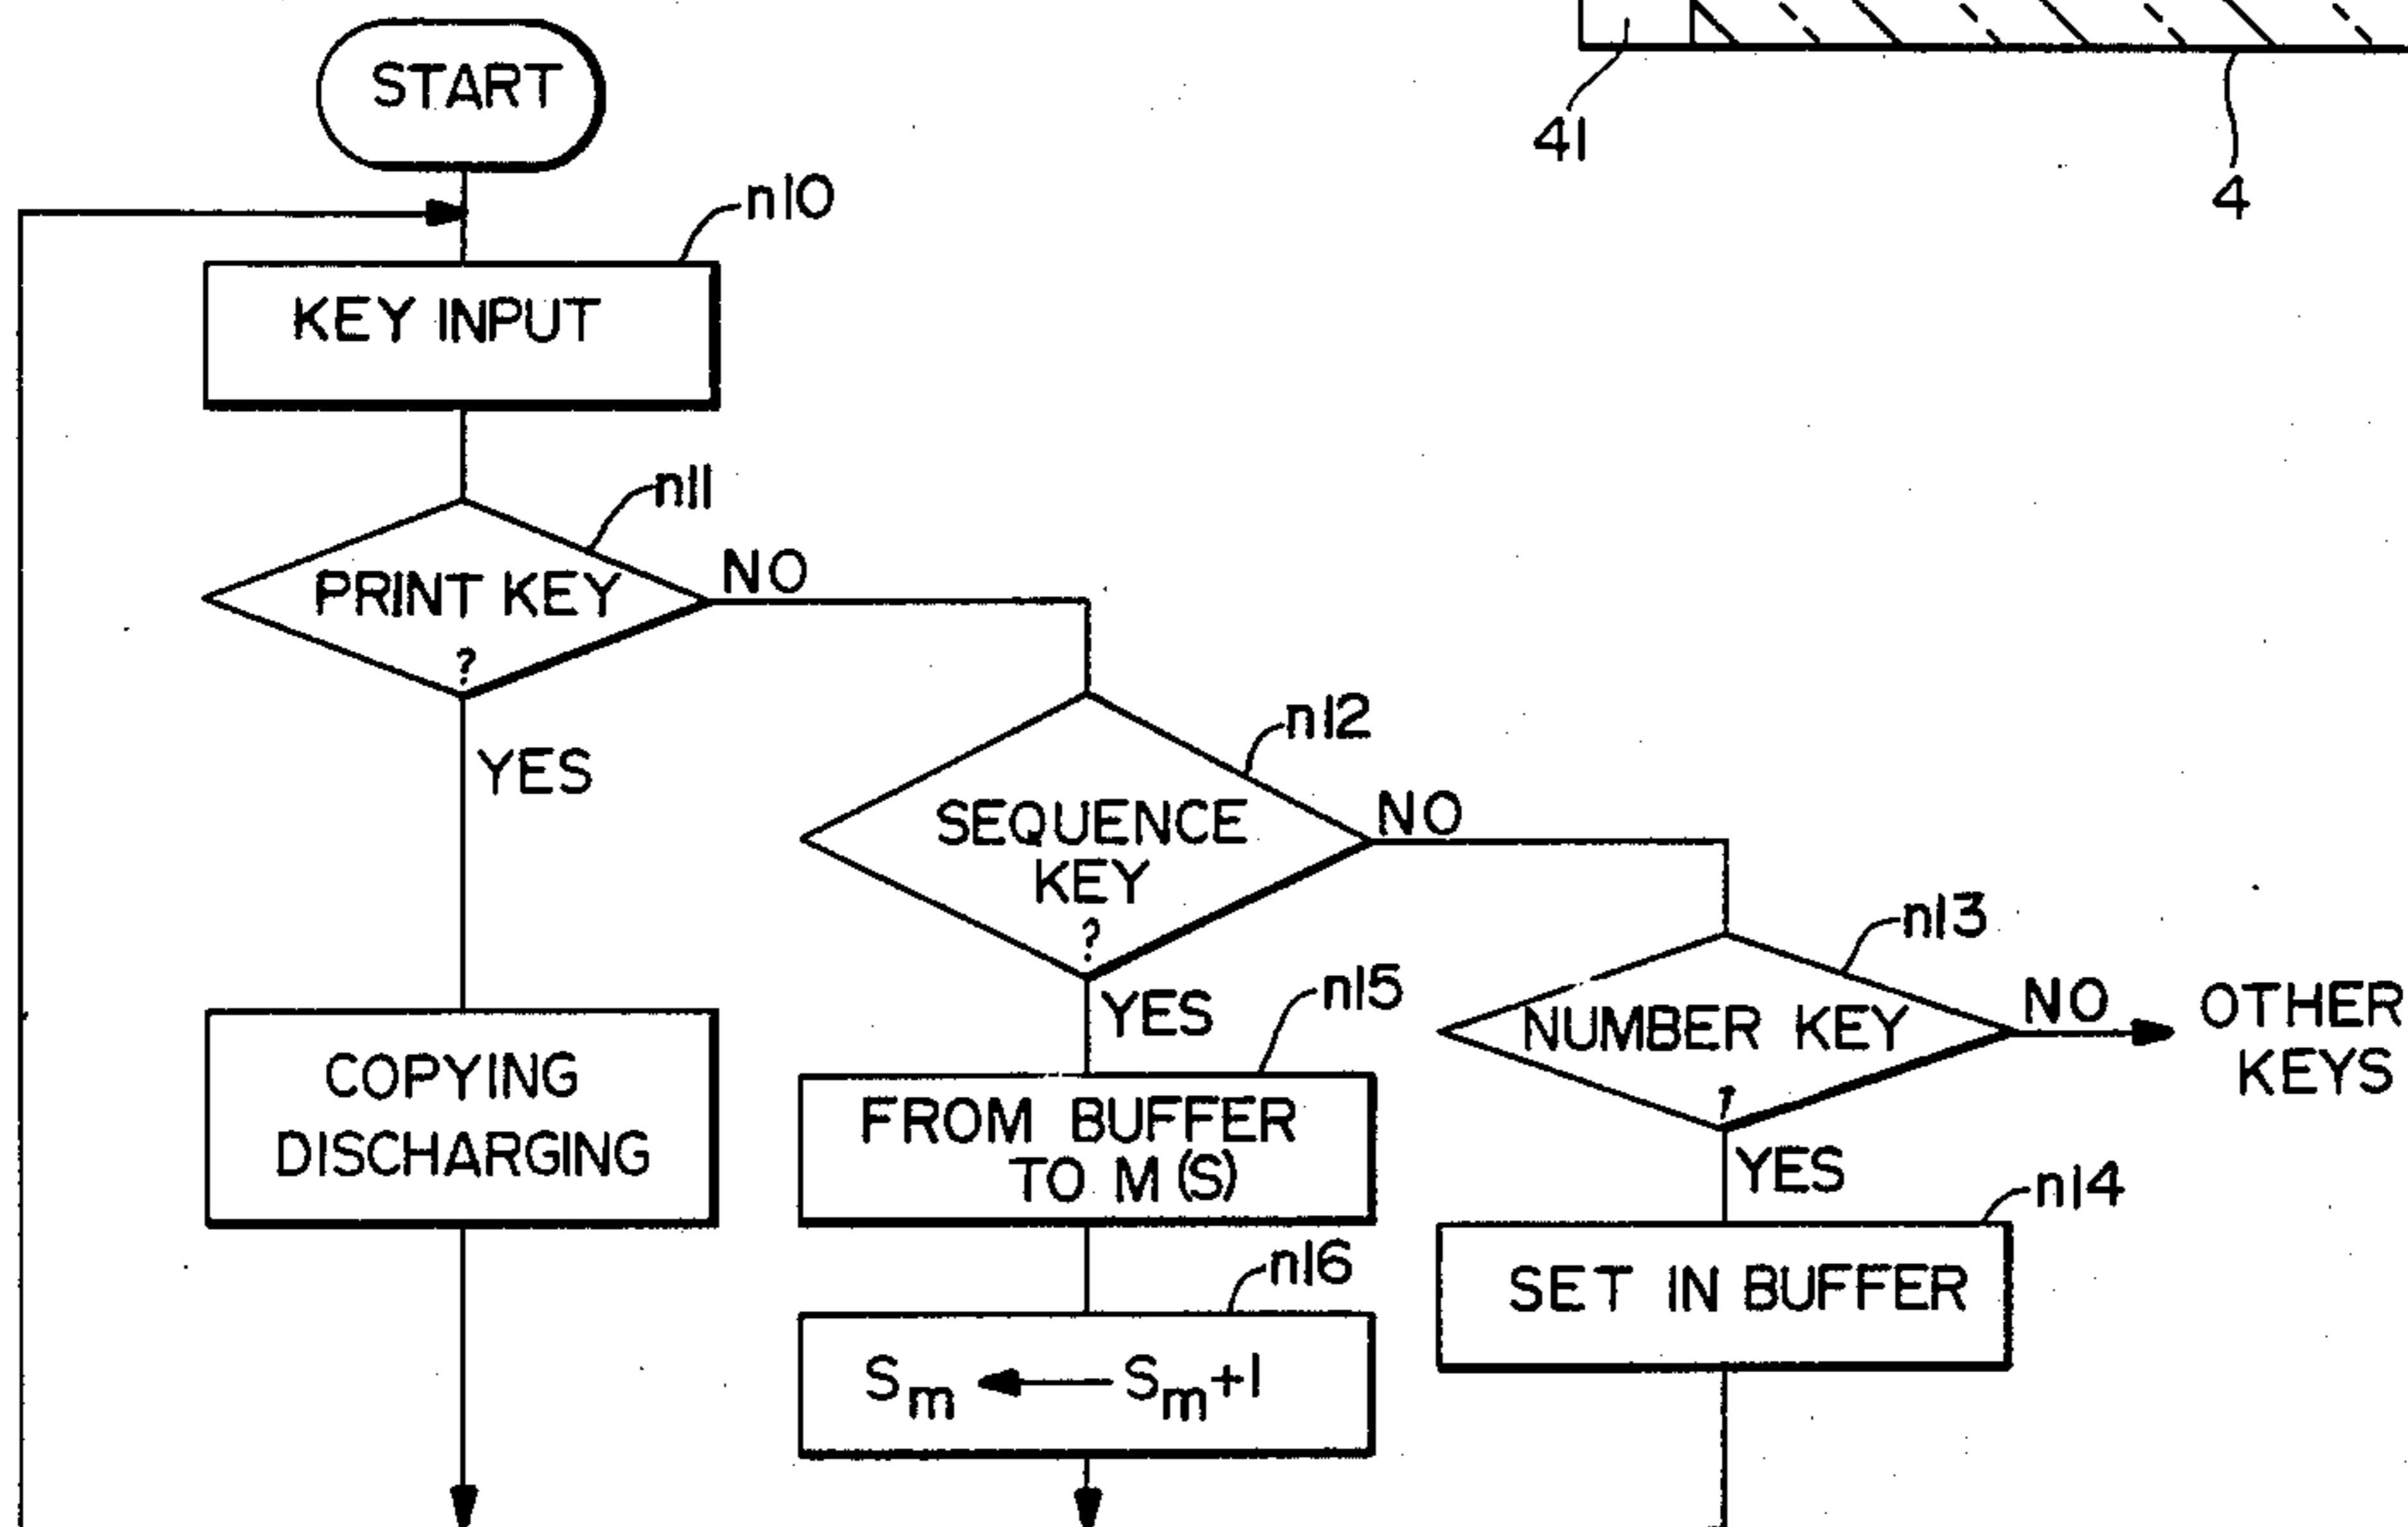 START
41
4
n10
KEY INPUT
n11
PRINT KEY
?
NO
YES
n12
SEQUENCE
KEY
?
NO
YES
n13
NUMBER KEY
?
NO
OTHER
KEYS
YES
COPYING
DISCHARGING
n15
FROM BUFFER
TO M(S)
n14
SET IN BUFFER
n16
Sm ← Sm+1